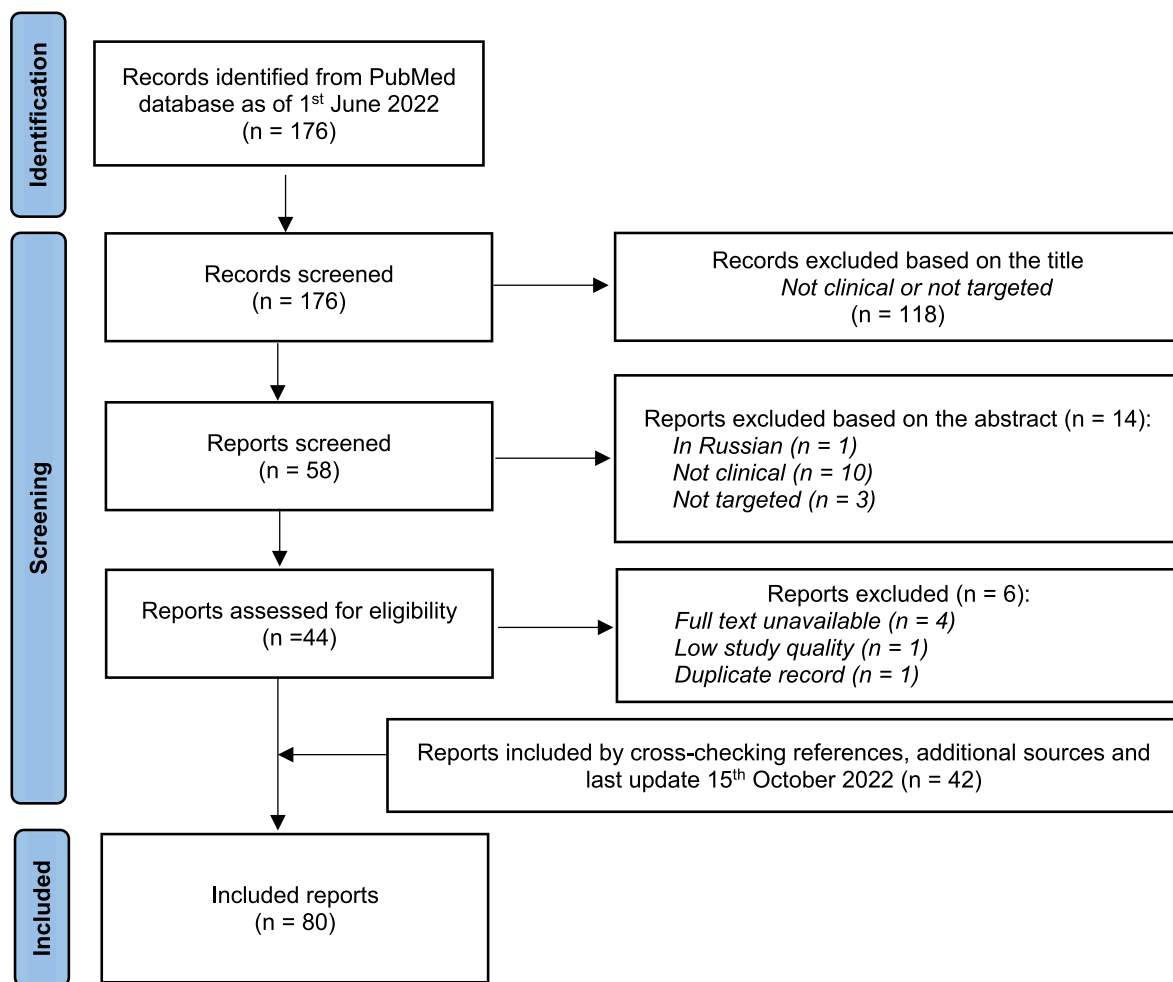 Identification
Records identified from PubMed
database as of 1st June 2022
(n = 176)
Screening
Records screened
(n = 176)
Records excluded based on the title
Not clinical or not targeted
(n = 118)
Reports screened
(n = 58)
Reports excluded based on the abstract (n = 14):
In Russian (n = 1)
Not clinical (n = 10)
Not targeted (n = 3)
Reports assessed for eligibility
(n =44)
Reports excluded (n = 6):
Full text unavailable (n = 4)
Low study quality (n = 1)
Duplicate record (n = 1)
Reports included by cross-checking references, additional sources and
last update 15th October 2022 (n = 42)
Included
Included reports
(n = 80)